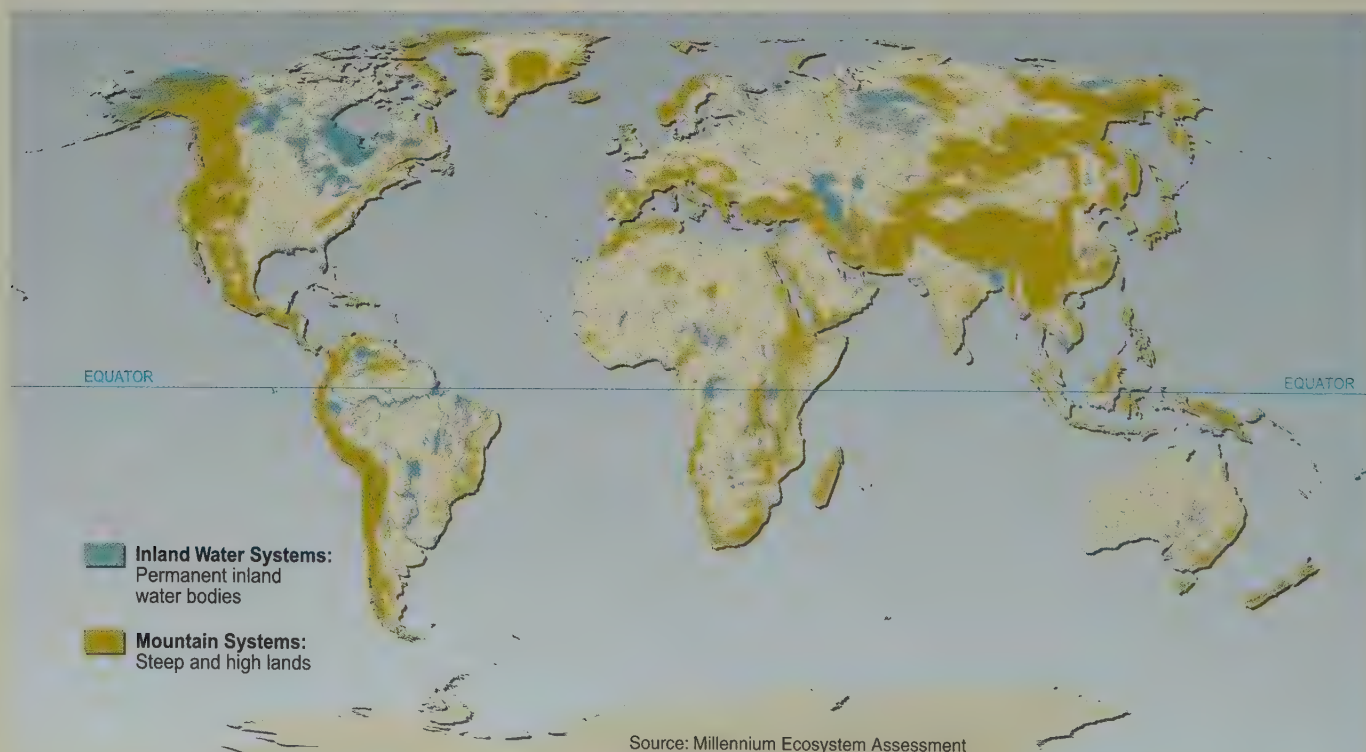 EQUATOR
EQUATOR
Inland Water Systems:
Permanent inland
water bodies
Mountain Systems:
Steep and high lands
Source: Millennium Ecosystem Assessment